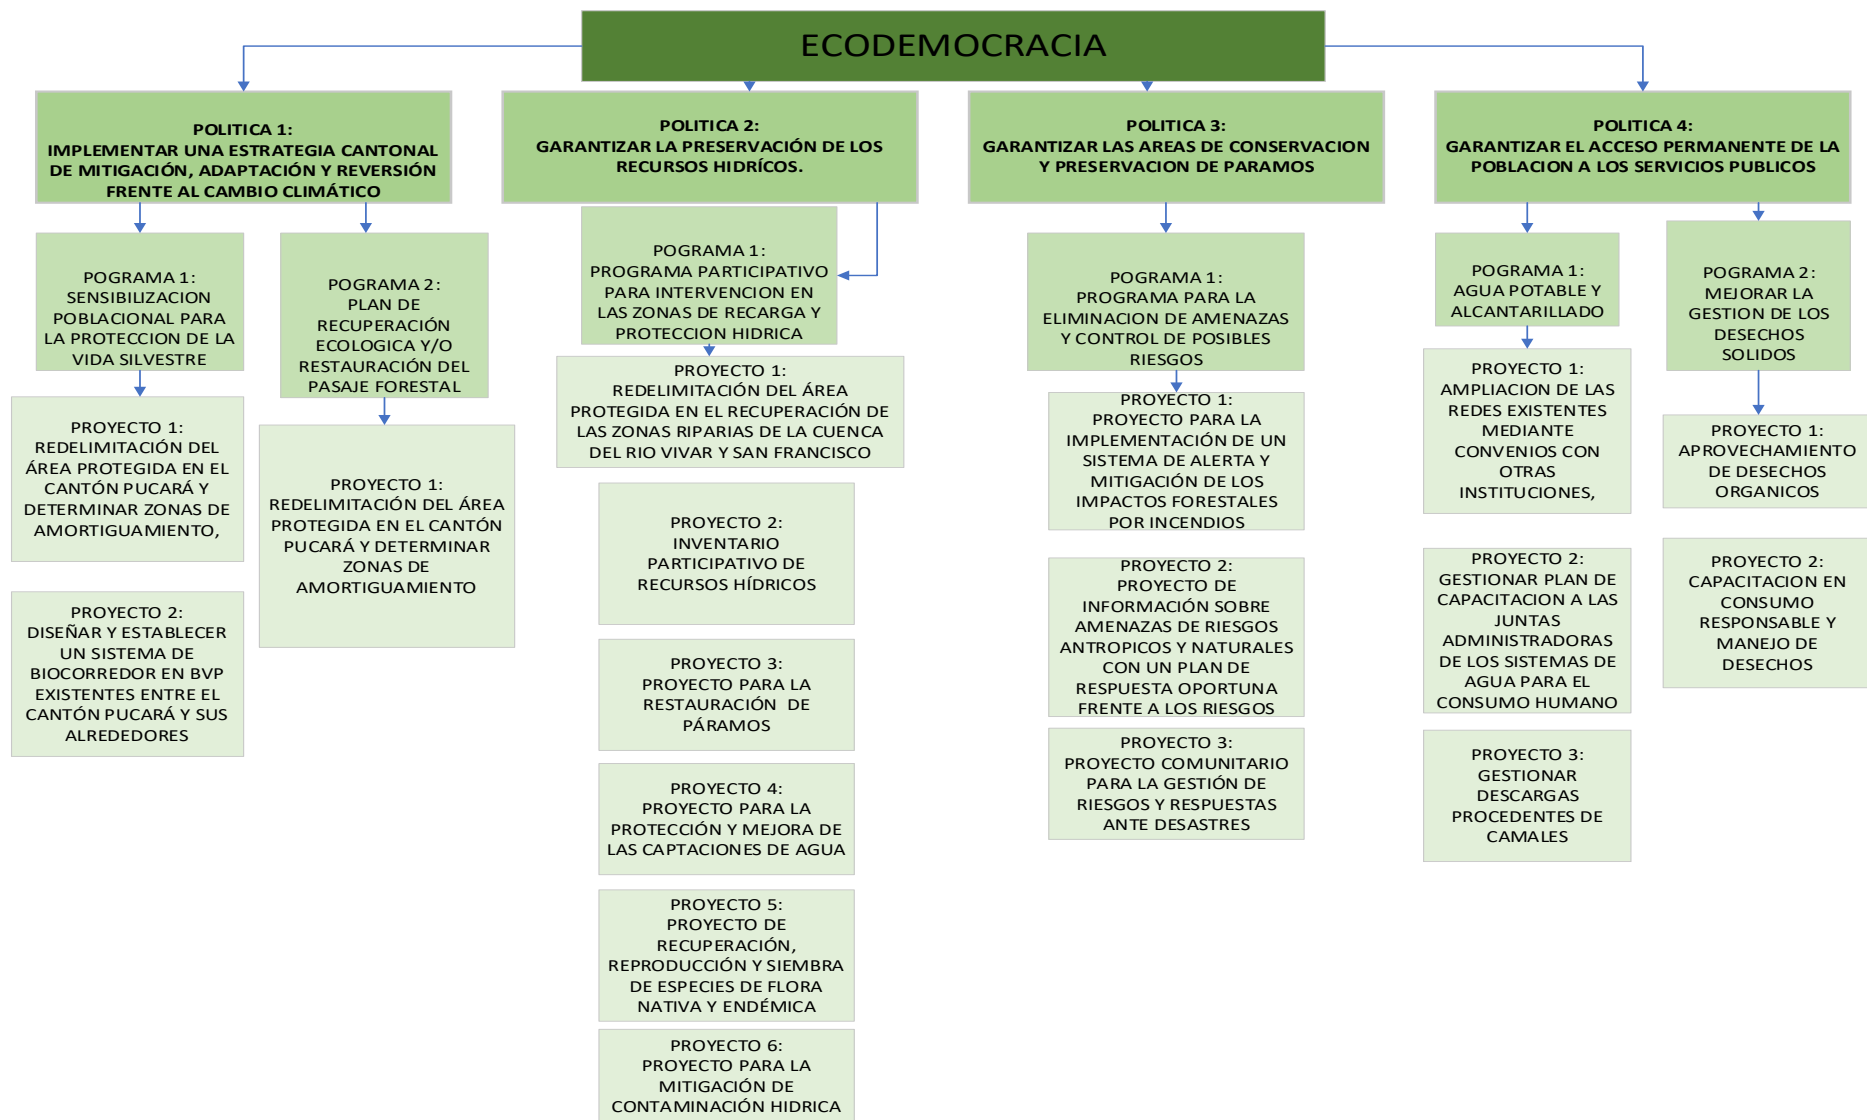 ECODEMOCRACIA
POLITICA 1:
IMPLEMENTAR UNA ESTRATEGIA CANTONAL
DE MITIGACIÓN, ADAPTACIÓN Y REVERSIÓN
FRENTE AL CAMBIO CLIMÁTICO
POGRAMA 1:
SENSIBILIZACION
POBLACIONAL PARA
LA PROTECCION DE LA
VIDA SILVESTRE
PROYECTO 1:
REDELIMITACIÓN DEL
ÁREA PROTEGIDA EN EL
CANTÓN PUCARÁ Y
DETERMINAR ZONAS DE
AMORTIGUAMIENTO,
PROYECTO 2:
DISEÑAR Y ESTABLECER
UN SISTEMA DE
BIOCORREDOR EN BVP
EXISTENTES ENTRE EL
CANTÓN PUCARÁ Y SUS
ALREDEDORES
POGRAMA 2:
PLAN DE
RECUPERACIÓN
ECOLOGICA Y/O
RESTAURACIÓN DEL
PASAJE FORESTAL
PROYECTO 1:
REDELIMITACIÓN DEL ÁREA
PROTEGIDA EN EL CANTÓN
PUCARÁ Y DETERMINAR
ZONAS DE
AMORTIGUAMIENTO
POLITICA 2:
GARANTIZAR LA PRESERVACIÓN DE LOS
RECURSOS HIDRÍCOS.
POGRAMA 1:
PROGRAMA PARTICIPATIVO
PARA INTERVENCION EN
LAS ZONAS DE RECARGA Y
PROTECCION HIDRICA
PROYECTO 1:
REDELIMITACIÓN DEL ÁREA
PROTEGIDA EN EL RECUPERACIÓN DE
LAS ZONAS RIPARIAS DE LA CUENCA
DEL RIO VIVAR Y SAN FRANCISCO
PROYECTO 2:
INVENTARIO
PARTICIPATIVO DE
RECURSOS HÍDRICOS
PROYECTO 3:
PROYECTO PARA LA
RESTAURACIÓN DE
PÁRAMOS
PROYECTO 4:
PROYECTO PARA LA
PROTECCIÓN Y MEJORA DE
LAS CAPTACIONES DE AGUA
PROYECTO 5:
PROYECTO DE
RECUPERACIÓN,
REPRODUCCIÓN Y SIEMBRA
DE ESPECIES DE FLORA
NATIVA Y ENDÉMICA
PROYECTO 6:
PROYECTO PARA LA
MITIGACIÓN DE
CONTAMINACIÓN HIDRICA
POLITICA 3:
GARANTIZAR LAS AREAS DE CONSERVACION
Y PRESERVACION DE PARAMOS
POGRAMA 1:
PROGRAMA PARA LA
ELIMINACION DE AMENAZAS
Y CONTROL DE POSIBLES
RIESGOS
PROYECTO 1:
PROYECTO PARA LA
IMPLEMENTACIÓN DE UN
SISTEMA DE ALERTA Y
MITIGACIÓN DE LOS
IMPACTOS FORESTALES
POR INCENDIOS
PROYECTO 2:
PROYECTO DE
INFORMACIÓN SOBRE
AMENAZAS DE RIESGOS
ANTROPICOS Y NATURALES
CON UN PLAN DE
RESPUESTA OPORTUNA
FRENTE A LOS RIESGOS
PROYECTO 3:
PROYECTO COMUNITARIO
PARA LA GESTIÓN DE
RIESGOS Y RESPUESTAS
ANTE DESASTRES
POLITICA 4:
GARANTIZAR EL ACCESO PERMANENTE DE LA
POBLACION A LOS SERVICIOS PUBLICOS
POGRAMA 1:
AGUA POTABLE Y
ALCANTARILLADO
PROYECTO 1:
AMPLIACION DE LAS
REDES EXISTENTES
MEDIANTE
CONVENIOS CON
OTRAS
INSTITUCIONES,
PROYECTO 2:
GESTIONAR PLAN DE
CAPACITACION A LAS
JUNTAS
ADMINISTRADORAS
DE LOS SISTEMAS DE
AGUA PARA EL
CONSUMO HUMANO
PROYECTO 3:
GESTIONAR
DESCARGAS
PROCEDENTES DE
CAMALES
POGRAMA 2:
MEJORAR LA
GESTION DE LOS
DESECHOS
SOLIDOS
PROYECTO 1:
APROVECHAMIENTO
DE DESECHOS
ORGANICOS
PROYECTO 2:
CAPACITACION EN
CONSUMO
RESPONSABLE Y
MANEJO DE
DESECHOS